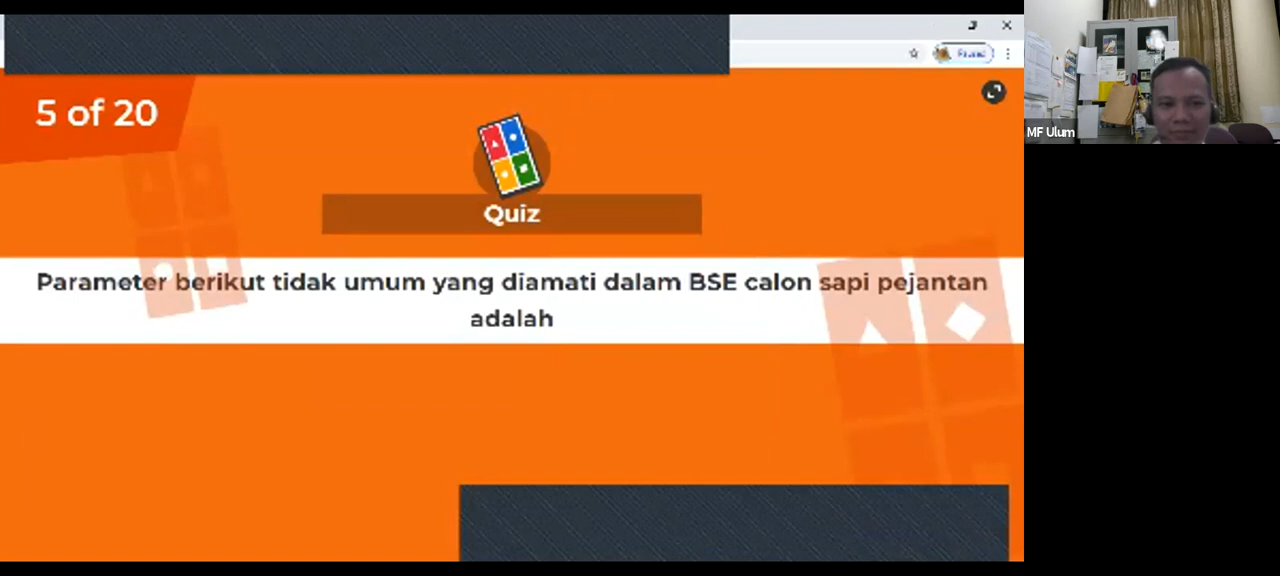 5 of 20
Quiz
Parameter berikut tidak umum yang diamati dalam BSE calon sapi pejantan
adalah
MF Ulum